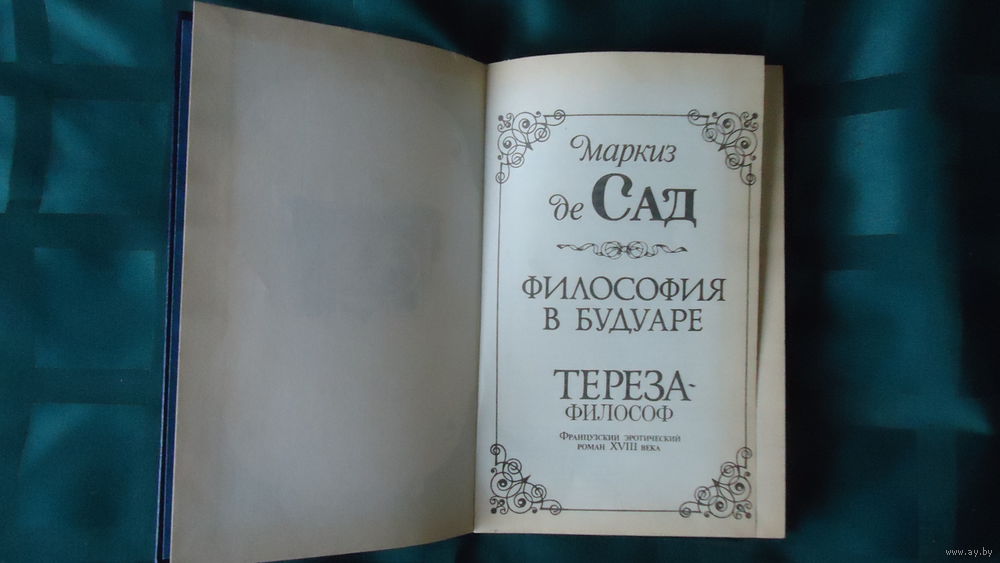 Маркиз
де САД
ФИЛОСОФИЯ
В БУДУАРЕ
ТЕРЕЗА-
ФИЛОСОФ
ФРАНЦУЗСКИЙ ЭРОТИЧЕСКИЙ
РОМАН XVIII ВЕКА
www.ay.by